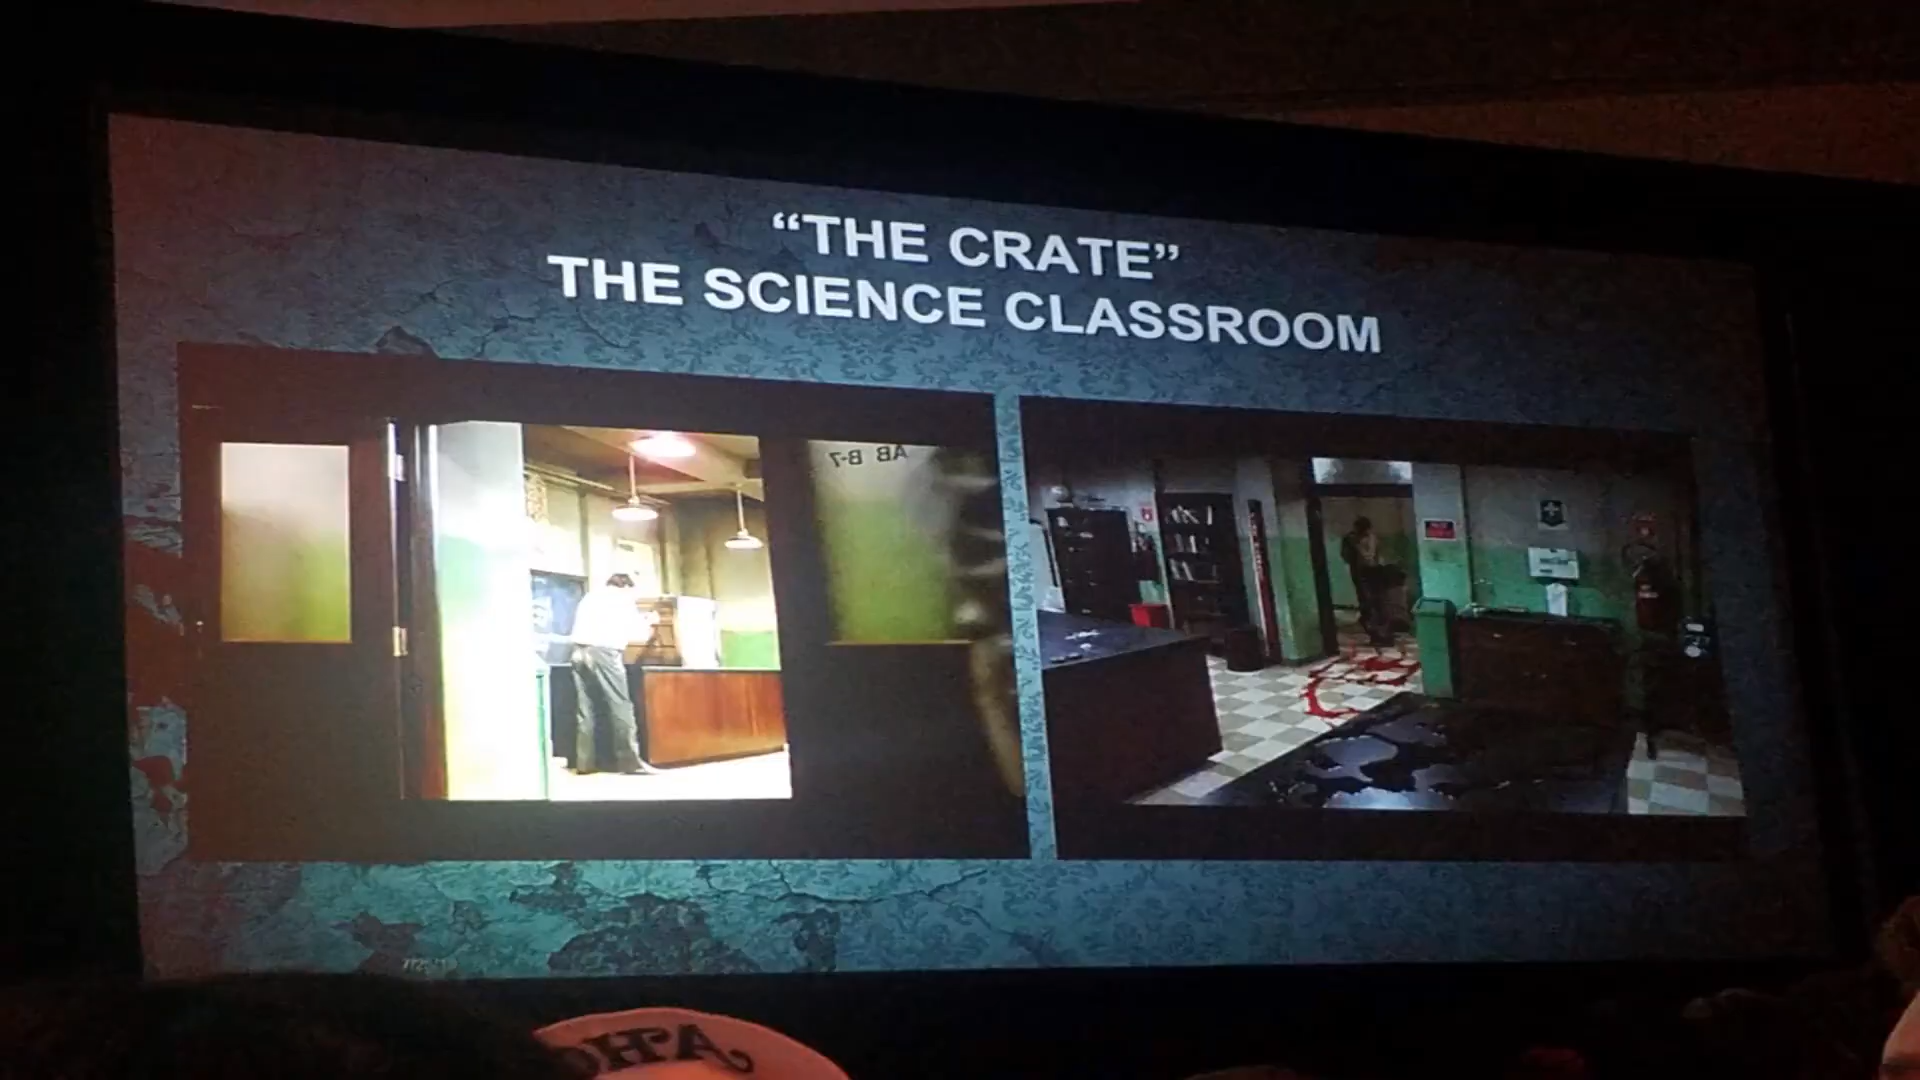 “THE CRATE”
THE SCIENCE CLASSROOM
AB B-7